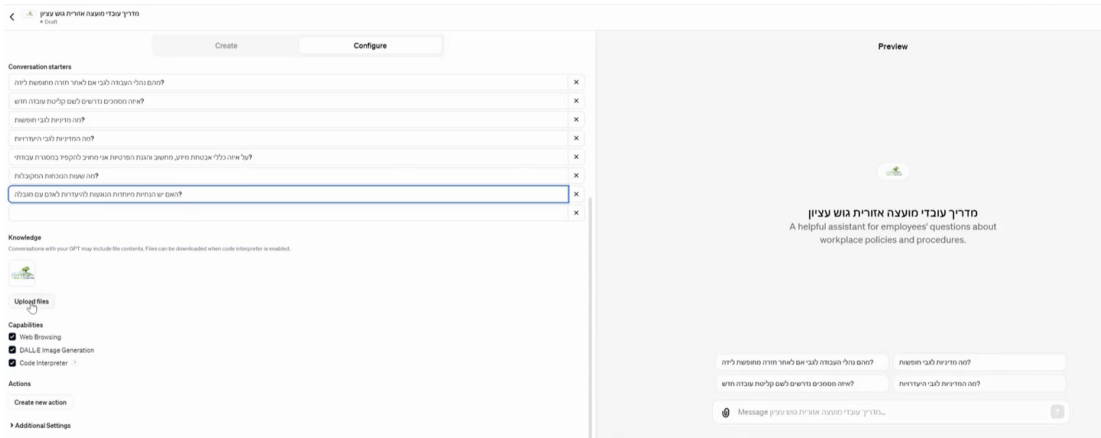 מדריך עובדי מועצה אזורית גוש עציון
Draft
Create
Configure
Conversation starters
מהם נהלי העבודה לגבי אם לאחר חזרה מחופשת לידה?
איזה מסמכים נדרשים לשם קליטת עובדה חדש?
מה מדיניות לגבי חופשות?
מה המדיניות לגבי היעדרויות?
על איזה כללי אבטחת מידע, מחשוב והגנת הפרטיות אני מחויב להקפיד במסגרת עבודתי?
מה שעות הנוכחות המקובלות?
האם יש הנחיות מיוחדות הנוגעות להיעדרות לאדם עם מגבלה?
Knowledge
Conversations with your GPT may include file contents. Files can be downloaded when code interpreter is enabled.
Upload files
Capabilities
Web Browsing
DALL·E Image Generation
Code Interpreter ?
Actions
Create new action
Additional Settings
Preview
מדריך עובדי מועצה אזורית גוש עציון
A helpful assistant for employees' questions about
workplace policies and procedures.
מהם נהלי העבודה לגבי אם לאחר חזרה מחופשת לידה?
מה מדיניות לגבי חופשות?
איזה מסמכים נדרשים לשם קליטת עובדה חדש?
מה המדיניות לגבי היעדרויות?
Message מדריך עובדי מועצה אזורית גוש עציון...